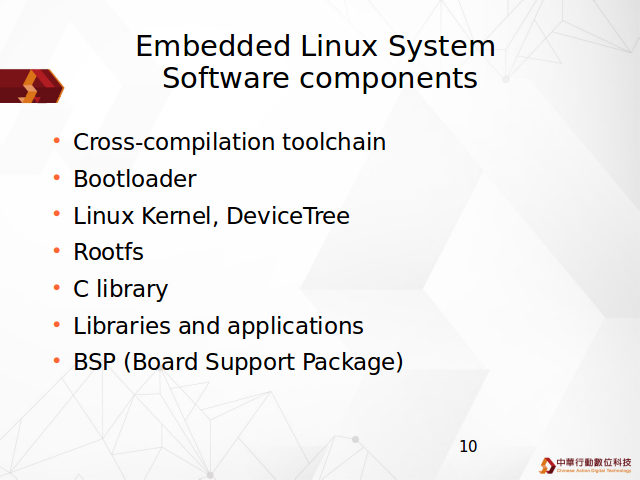 Embedded Linux System
Software components
• Cross-compilation toolchain
• Bootloader
• Linux Kernel, DeviceTree
• Rootfs
• C library
• Libraries and applications
• BSP (Board Support Package)
10
中華行動數位科技
Chinese Action Digital Technology